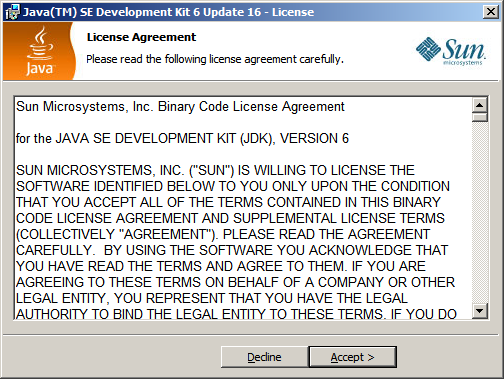 Java(TM) SE Development Kit 6 Update 16 - License
License Agreement
Please read the following license agreement carefully.
Java
Sun
microsystems
Sun Microsystems, Inc. Binary Code License Agreement
for the JAVA SE DEVELOPMENT KIT (JDK), VERSION 6
SUN MICROSYSTEMS, INC. ("SUN") IS WILLING TO LICENSE THE
SOFTWARE IDENTIFIED BELOW TO YOU ONLY UPON THE CONDITION
THAT YOU ACCEPT ALL OF THE TERMS CONTAINED IN THIS BINARY
CODE LICENSE AGREEMENT AND SUPPLEMENTAL LICENSE TERMS
(COLLECTIVELY "AGREEMENT"). PLEASE READ THE AGREEMENT
CAREFULLY.  BY USING THE SOFTWARE YOU ACKNOWLEDGE THAT
YOU HAVE READ THE TERMS AND AGREE TO THEM. IF YOU ARE
AGREEING TO THESE TERMS ON BEHALF OF A COMPANY OR OTHER
LEGAL ENTITY, YOU REPRESENT THAT YOU HAVE THE LEGAL
AUTHORITY TO BIND THE LEGAL ENTITY TO THESE TERMS. IF YOU DO
Decline
Accept >